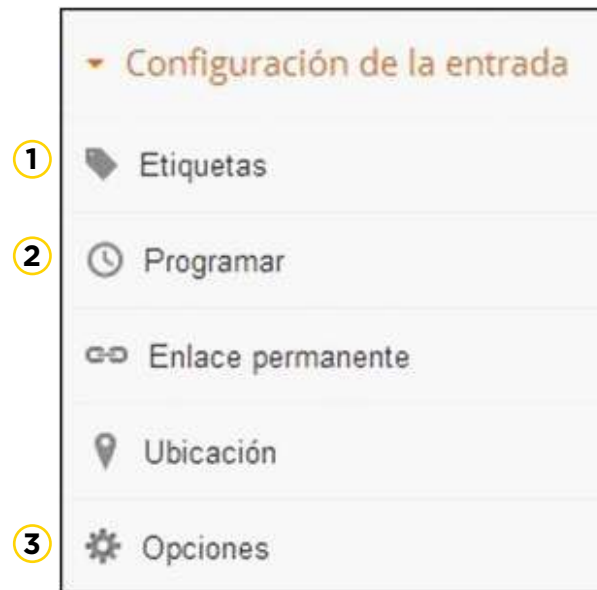 Configuración de la entrada
1 Etiquetas
2 Programar
Enlace permanente
Ubicación
3 Opciones